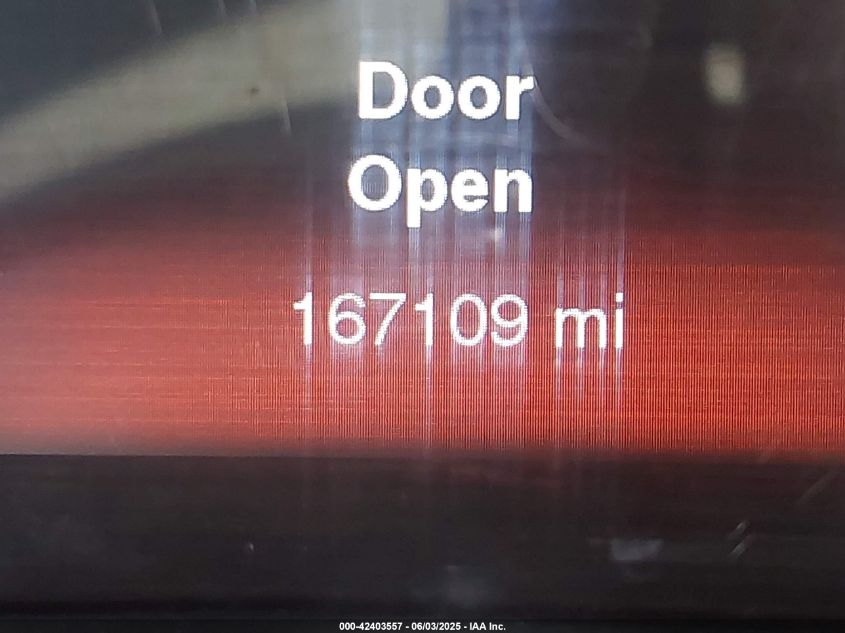 Door
Open
167109 mi
000-42403557 - 06/03/2025 - IAA Inc.